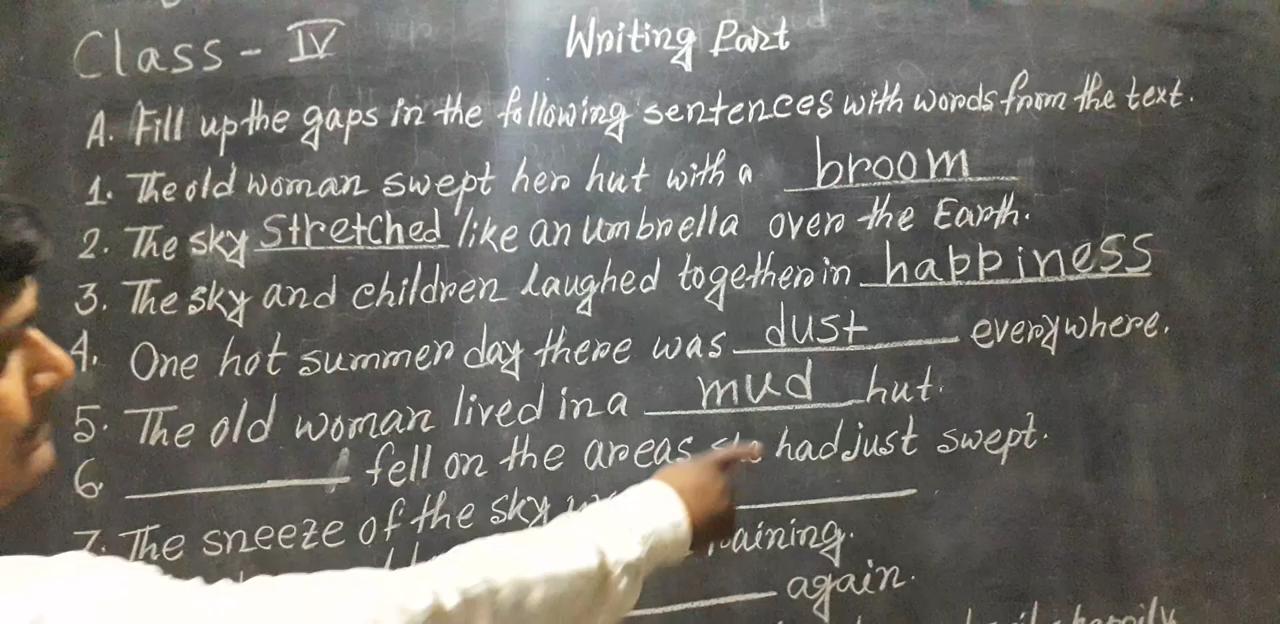 Class - IV
Writing Part
A. Fill up the gaps in the following sentences with words from the text.
1. The old woman swept her hut with a broom
2. The sky Stretched like an umbrella over the Earth.
3. The sky and children laughed together in happiness
4. One hot summer day there was dust everywhere.
5. The old woman lived in a mud hut.
6. ________ fell on the areas she had just swept.
7. The sneeze of the sky ________
raining.
________ again.
happily